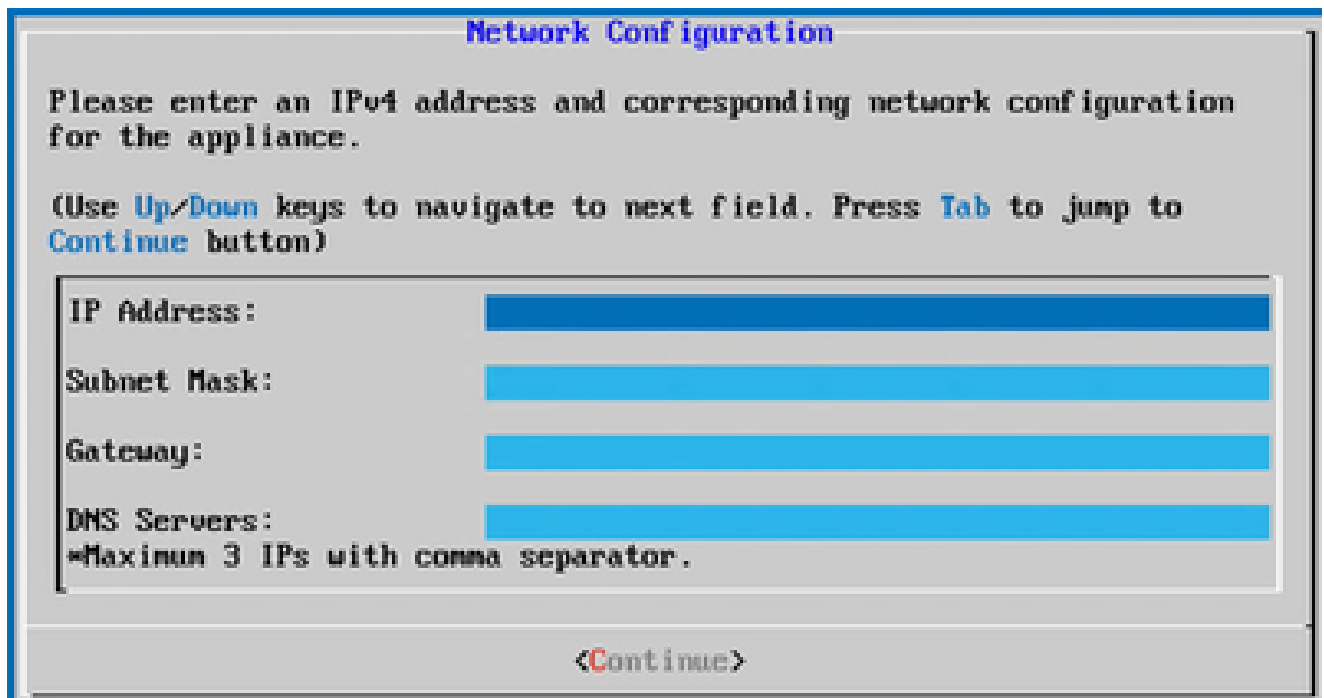 Network Configuration
Please enter an IPv4 address and corresponding network configuration
for the appliance.
(Use Up/Down keys to navigate to next field. Press Tab to jump to
Continue button)
IP Address:
Subnet Mask:
Gateway:
DNS Servers:
*Maximum 3 IPs with comma separator.
<Continue>